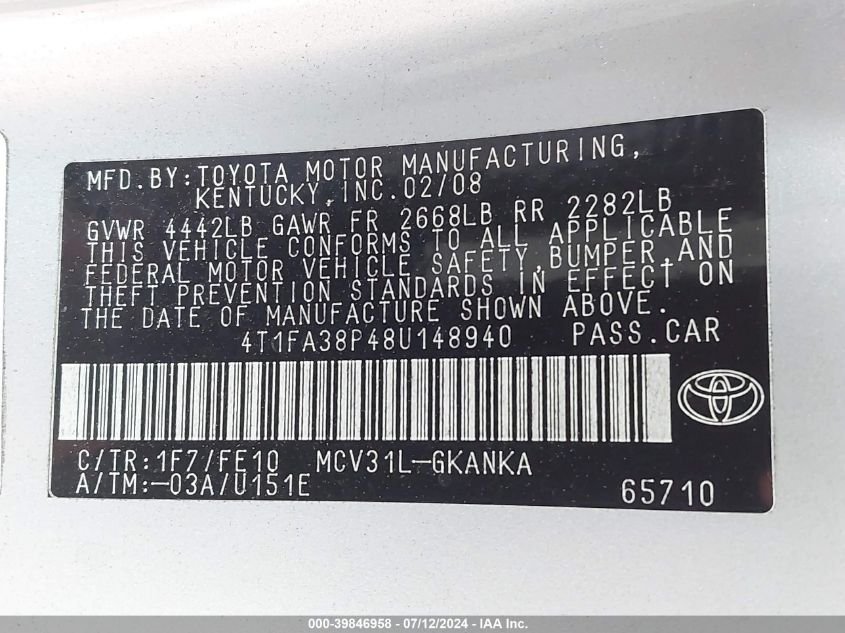 MFD.BY:TOYOTA MOTOR MANUFACTURING,
KENTUCKY,INC.02/08
GVWR 4442LB GAWR FR 2668LB RR 2282LB
THIS VEHICLE CONFORMS TO ALL APPLICABLE
FEDERAL MOTOR VEHICLE SAFETY,BUMPER,AND
THEFT PREVENTION STANDARDS IN EFFECT ON
THE DATE OF MANUFACTURE SHOWN ABOVE.
4T1FA38P48U148940 PASS.CAR
C/TR:1F7/FE10 MCV31L-GKANKA
A/TM:-03A/U151E 65710
000-39846958 - 07/12/2024 - IAA Inc.